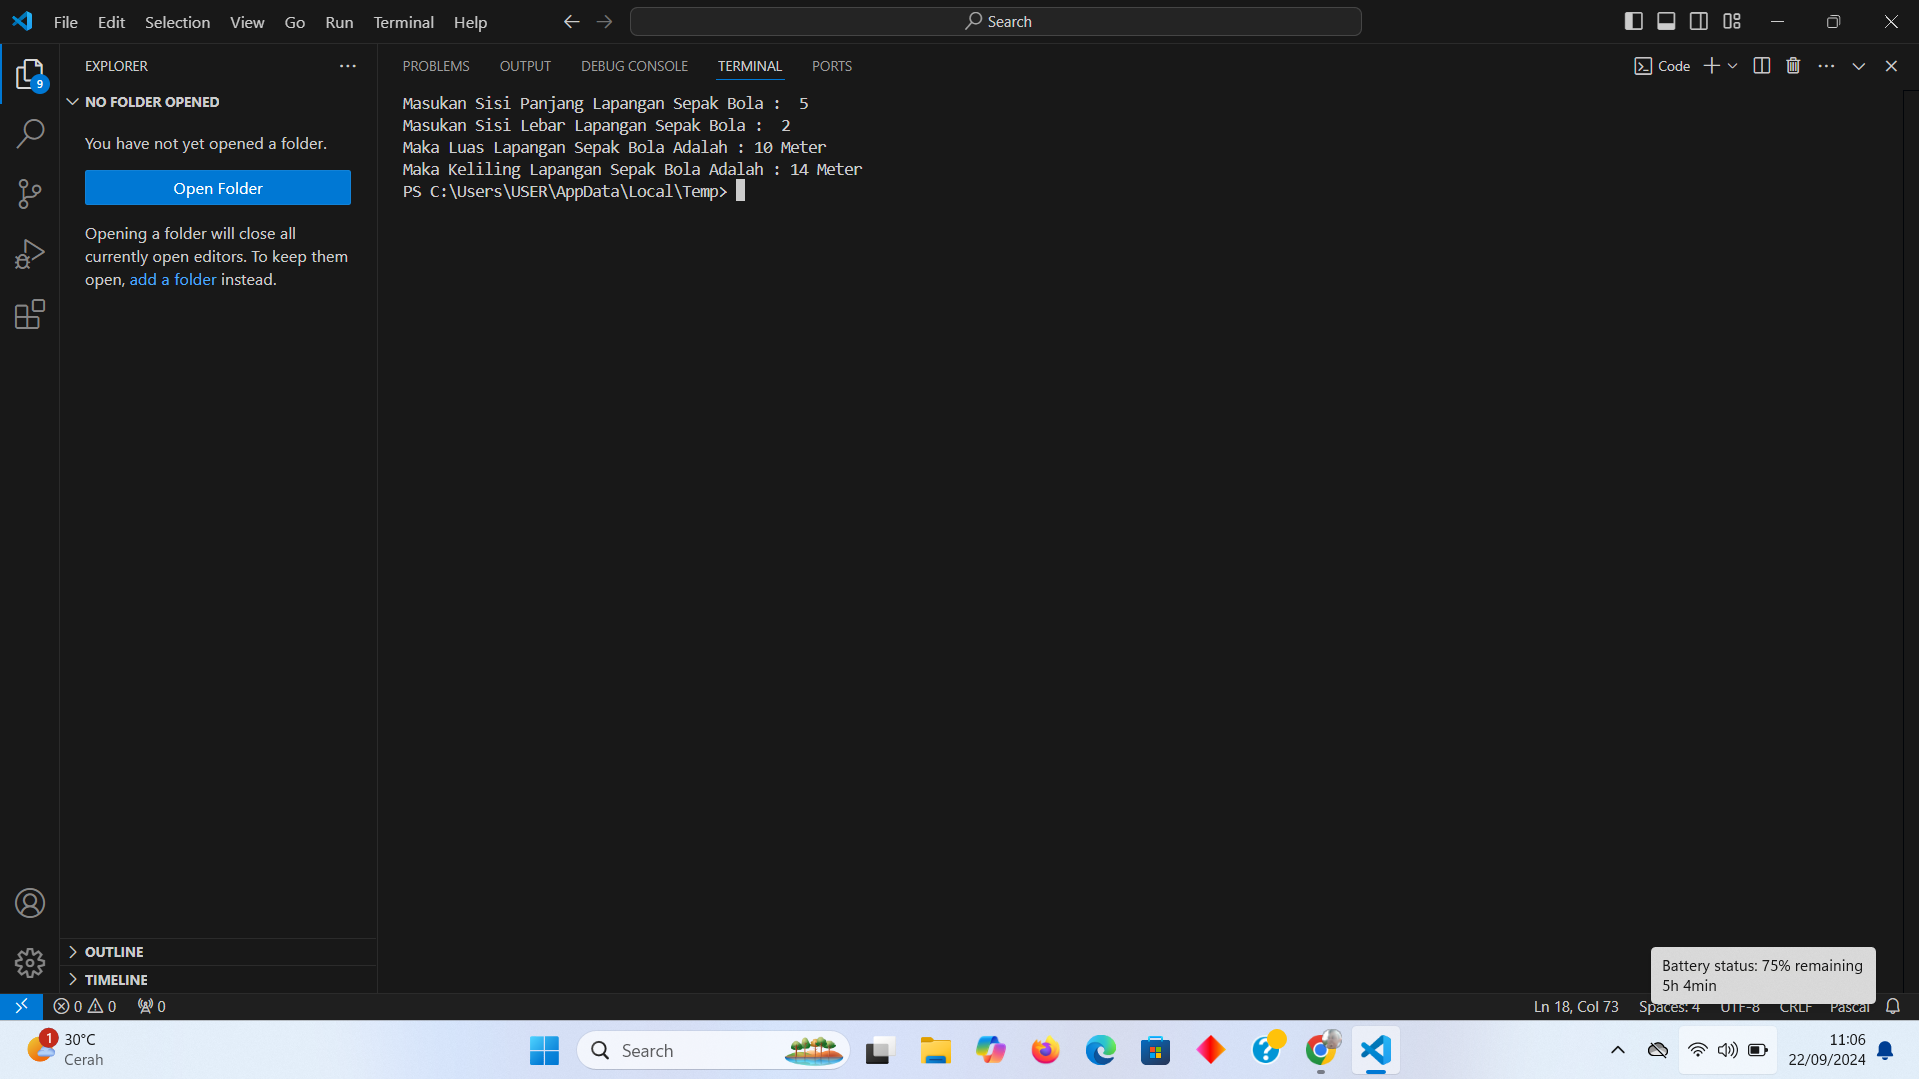 File Edit Selection View Go Run Terminal Help
Search
EXPLORER
NO FOLDER OPENED
You have not yet opened a folder.
Open Folder
Opening a folder will close all
currently open editors. To keep them
open, add a folder instead.
OUTLINE
TIMELINE
PROBLEMS OUTPUT DEBUG CONSOLE TERMINAL PORTS
Code
Masukan Sisi Panjang Lapangan Sepak Bola :  5
Masukan Sisi Lebar Lapangan Sepak Bola :  2
Maka Luas Lapangan Sepak Bola Adalah : 10 Meter
Maka Keliling Lapangan Sepak Bola Adalah : 14 Meter
PS C:\Users\USER\AppData\Local\Temp>
9
Battery status: 75% remaining
5h 4min
0 0 0
Ln 18, Col 73 Spaces: 4 UTF-8 CRLF Pascal
1
30°C
Cerah
Search
11:06
22/09/2024